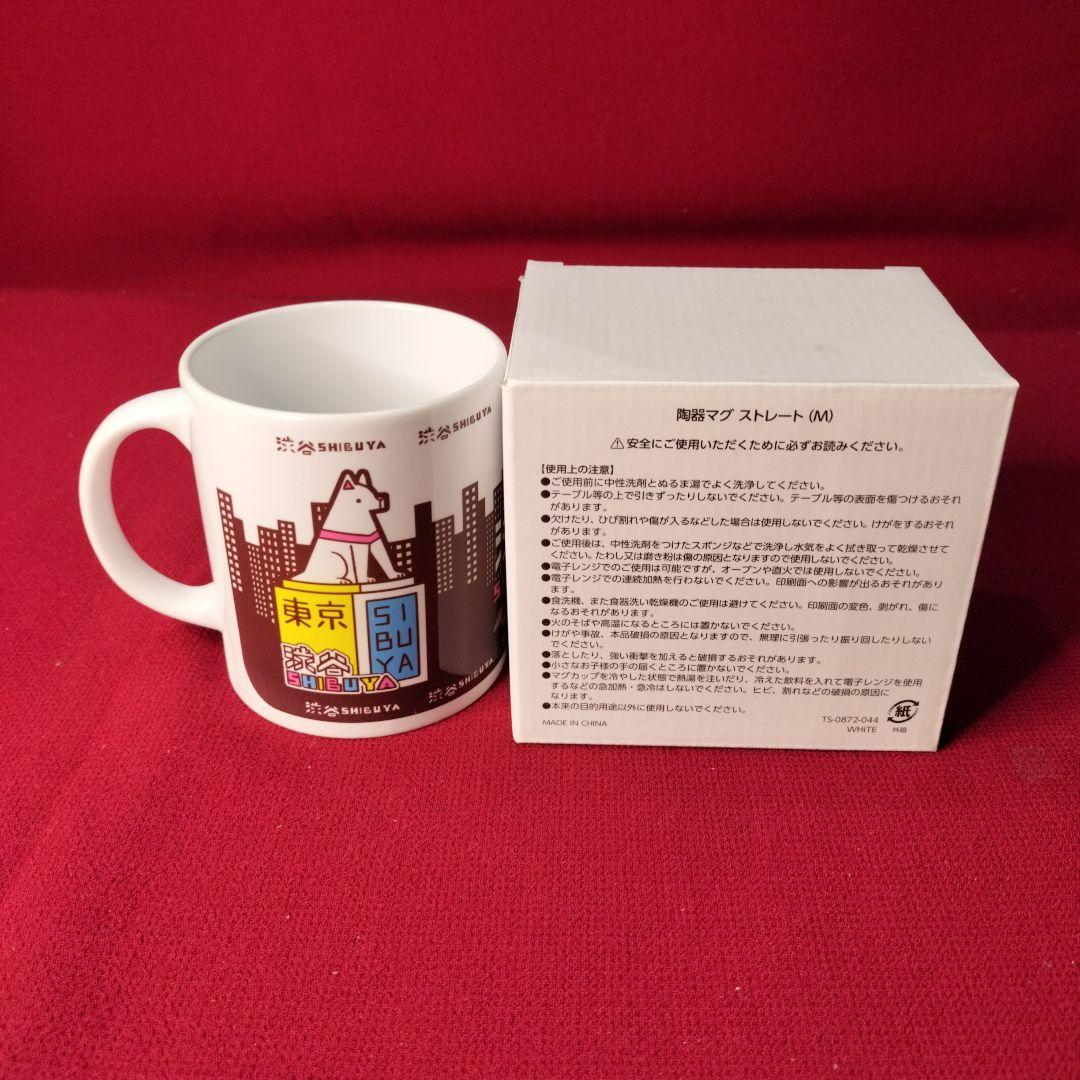 渋谷SHIBUYA
渋谷SHIBUYA
東京
SI
BU
YA
渋谷
SHIBUYA
渋谷SHIBUYA
渋谷SHIBUYA
陶器マグ ストレート（M）
⚠安全にご使用いただくために必ずお読みください。
【使用上の注意】
●ご使用前に中性洗剤とぬるま湯でよく洗浄してください。
●テーブル等の上で引きずったりしないでください。テーブル等の表面を傷つけるおそれ
があります。
●欠けたり、ひび割れや傷が入るなどした場合は使用しないでください。けがをするおそれ
があります。
●ご使用後は、中性洗剤をつけたスポンジなどで洗浄し水気をよく拭き取って乾燥させて
ください。たわし又は磨き粉は傷の原因となりますので使用しないでください。
●電子レンジでのご使用は可能ですが、オーブンや直火では使用しないでください。
●電子レンジでの連続加熱を行わないでください。印刷面への影響が出るおそれがあり
ます。
●食洗機、また食器洗い乾燥機のご使用は避けてください。印刷面の変色、剥がれ、傷に
なるおそれがあります。
●火のそばや高温になるところには置かないでください。
●けがや事故、本品破損の原因となりますので、無理に引張ったり振り回したりしない
でください。
●落としたり、強い衝撃を加えると破損するおそれがあります。
●小さなお子様の手の届くところに置かないでください。
●マグカップを冷やした状態で熱湯を注いだり、冷えた飲料を入れて電子レンジを使用
するなどの急加熱・急冷はしないでください。ヒビ、割れなどの破損の原因に
なります。
●本来の目的用途以外に使用しないでください。
MADE IN CHINA
TS-0872-044
WHITE
紙
外箱